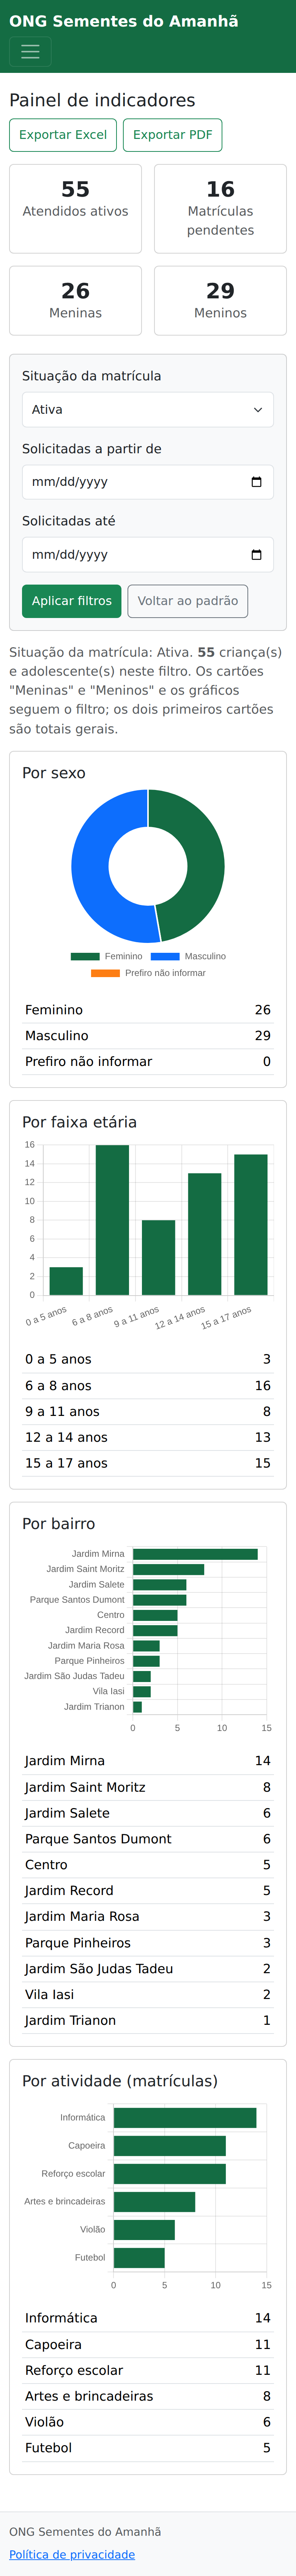 ONG Sementes do Amanhã
Painel de indicadores
Exportar Excel Exportar PDF
55
Atendidos ativos
16
Matrículas
pendentes
26
Meninas
29
Meninos
Situação da matrícula
Ativa
Solicitadas a partir de
mm/dd/yyyy
Solicitadas até
mm/dd/yyyy
Aplicar filtros Voltar ao padrão
Situação da matrícula: Ativa. 55 criança(s)
e adolescente(s) neste filtro. Os cartões
"Meninas" e "Meninos" e os gráficos
seguem o filtro; os dois primeiros cartões
são totais gerais.
Por sexo
Feminino Masculino
Prefiro não informar
Feminino 26
Masculino 29
Prefiro não informar 0
Por faixa etária
16
14
12
10
8
6
4
2
0
0 a 5 anos 6 a 8 anos 9 a 11 anos 12 a 14 anos 15 a 17 anos
0 a 5 anos 3
6 a 8 anos 16
9 a 11 anos 8
12 a 14 anos 13
15 a 17 anos 15
Por bairro
Jardim Mirna
Jardim Saint Moritz
Jardim Salete
Parque Santos Dumont
Centro
Jardim Record
Jardim Maria Rosa
Parque Pinheiros
Jardim São Judas Tadeu
Vila Iasi
Jardim Trianon
0 5 10 15
Jardim Mirna 14
Jardim Saint Moritz 8
Jardim Salete 6
Parque Santos Dumont 6
Centro 5
Jardim Record 5
Jardim Maria Rosa 3
Parque Pinheiros 3
Jardim São Judas Tadeu 2
Vila Iasi 2
Jardim Trianon 1
Por atividade (matrículas)
Informática
Capoeira
Reforço escolar
Artes e brincadeiras
Violão
Futebol
0 5 10 15
Informática 14
Capoeira 11
Reforço escolar 11
Artes e brincadeiras 8
Violão 6
Futebol 5
ONG Sementes do Amanhã
Política de privacidade